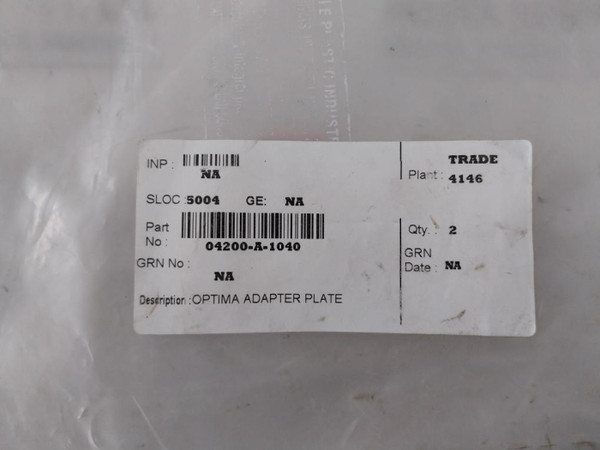 INP : NA
TRADE
Plant : 4146
SLOC :5004 GE: NA
Part No : 04200-A-1040
Qty. : 2
GRN No : NA
GRN Date : NA
Description :OPTIMA ADAPTER PLATE